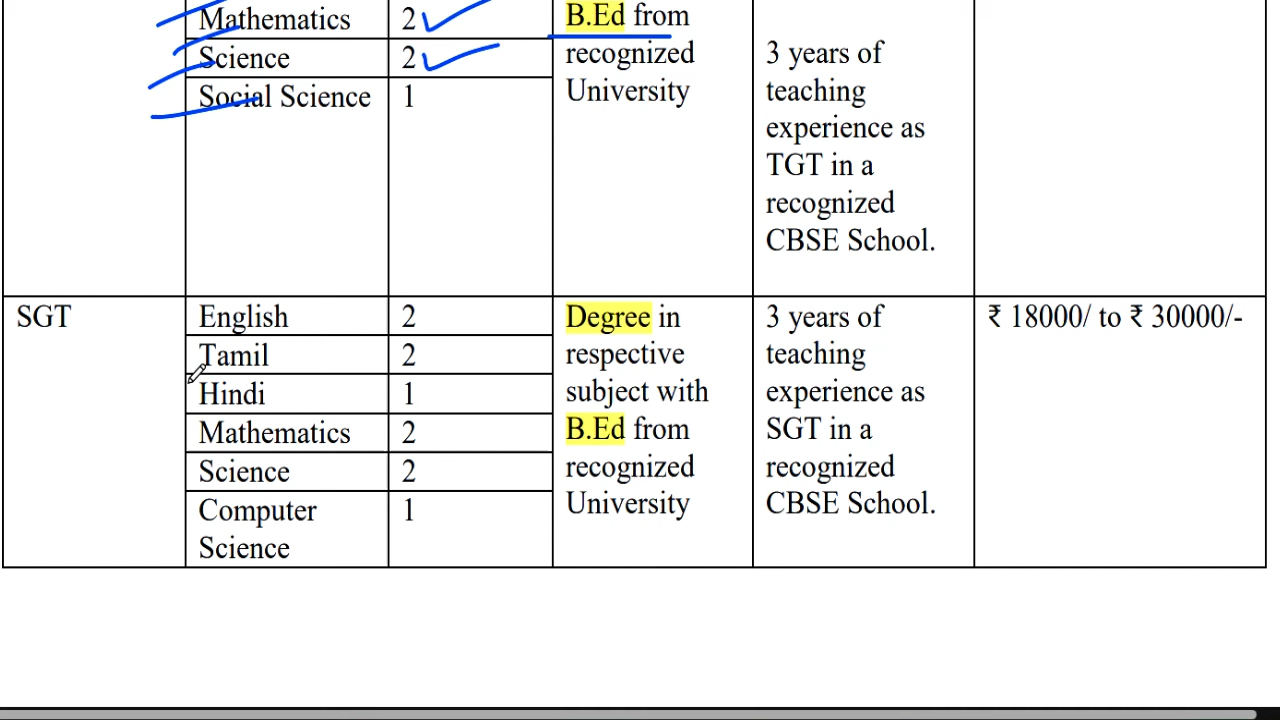 Mathematics 2 B.Ed from
Science 2 recognized 3 years of
Social Science 1 University teaching
experience as
TGT in a
recognized
CBSE School.
SGT English 2 Degree in 3 years of ₹ 18000/ to ₹ 30000/-
Tamil 2 respective teaching
Hindi 1 subject with experience as
Mathematics 2 B.Ed from SGT in a
Science 2 recognized recognized
Computer 1 University CBSE School.
Science